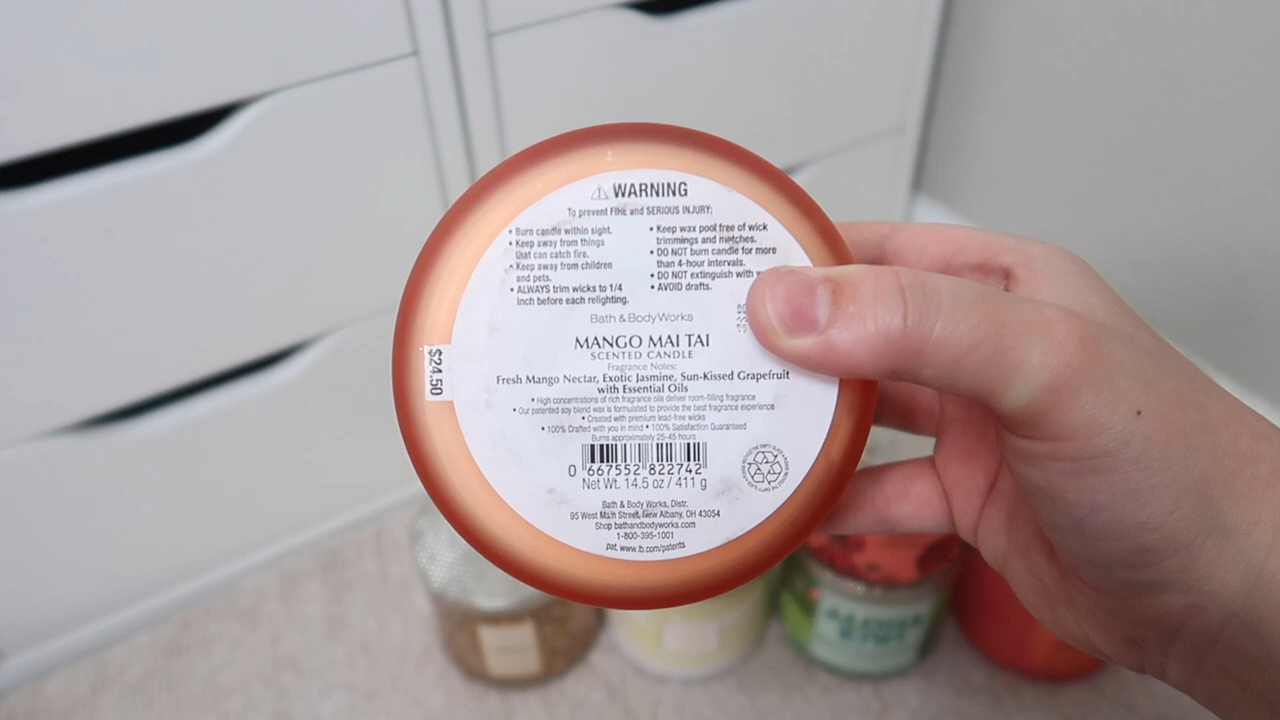 ⚠ WARNING
To prevent FIRE and SERIOUS INJURY:
• Burn candle within sight.
• Keep away from things
that can catch fire.
• Keep away from children
and pets.
• ALWAYS trim wicks to 1/4
inch before each relighting.
• Keep wax pool free of wick
trimmings and matches.
• DO NOT burn candle for more
than 4-hour intervals.
• DO NOT extinguish with
• AVOID drafts.
Bath & Body Works
MANGO MAI TAI
SCENTED CANDLE
Fragrance Notes:
Fresh Mango Nectar, Exotic Jasmine, Sun-Kissed Grapefruit
with Essential Oils
• High concentrations of rich fragrance oils deliver room-filling fragrance
• Our patented soy blend wax is formulated to provide the best fragrance experience
• Created with premium lead-free wicks
• 100% Crafted with you in mind • 100% Satisfaction Guaranteed
Burns approximately 25-45 hours
0 667552 822742
Net Wt. 14.5 oz / 411 g
Bath & Body Works, Distr.
95 West Main Street, New Albany, OH 43054
Shop bathandbodyworks.com
1-800-395-1001
pat. www.lb.com/patents
$24.50